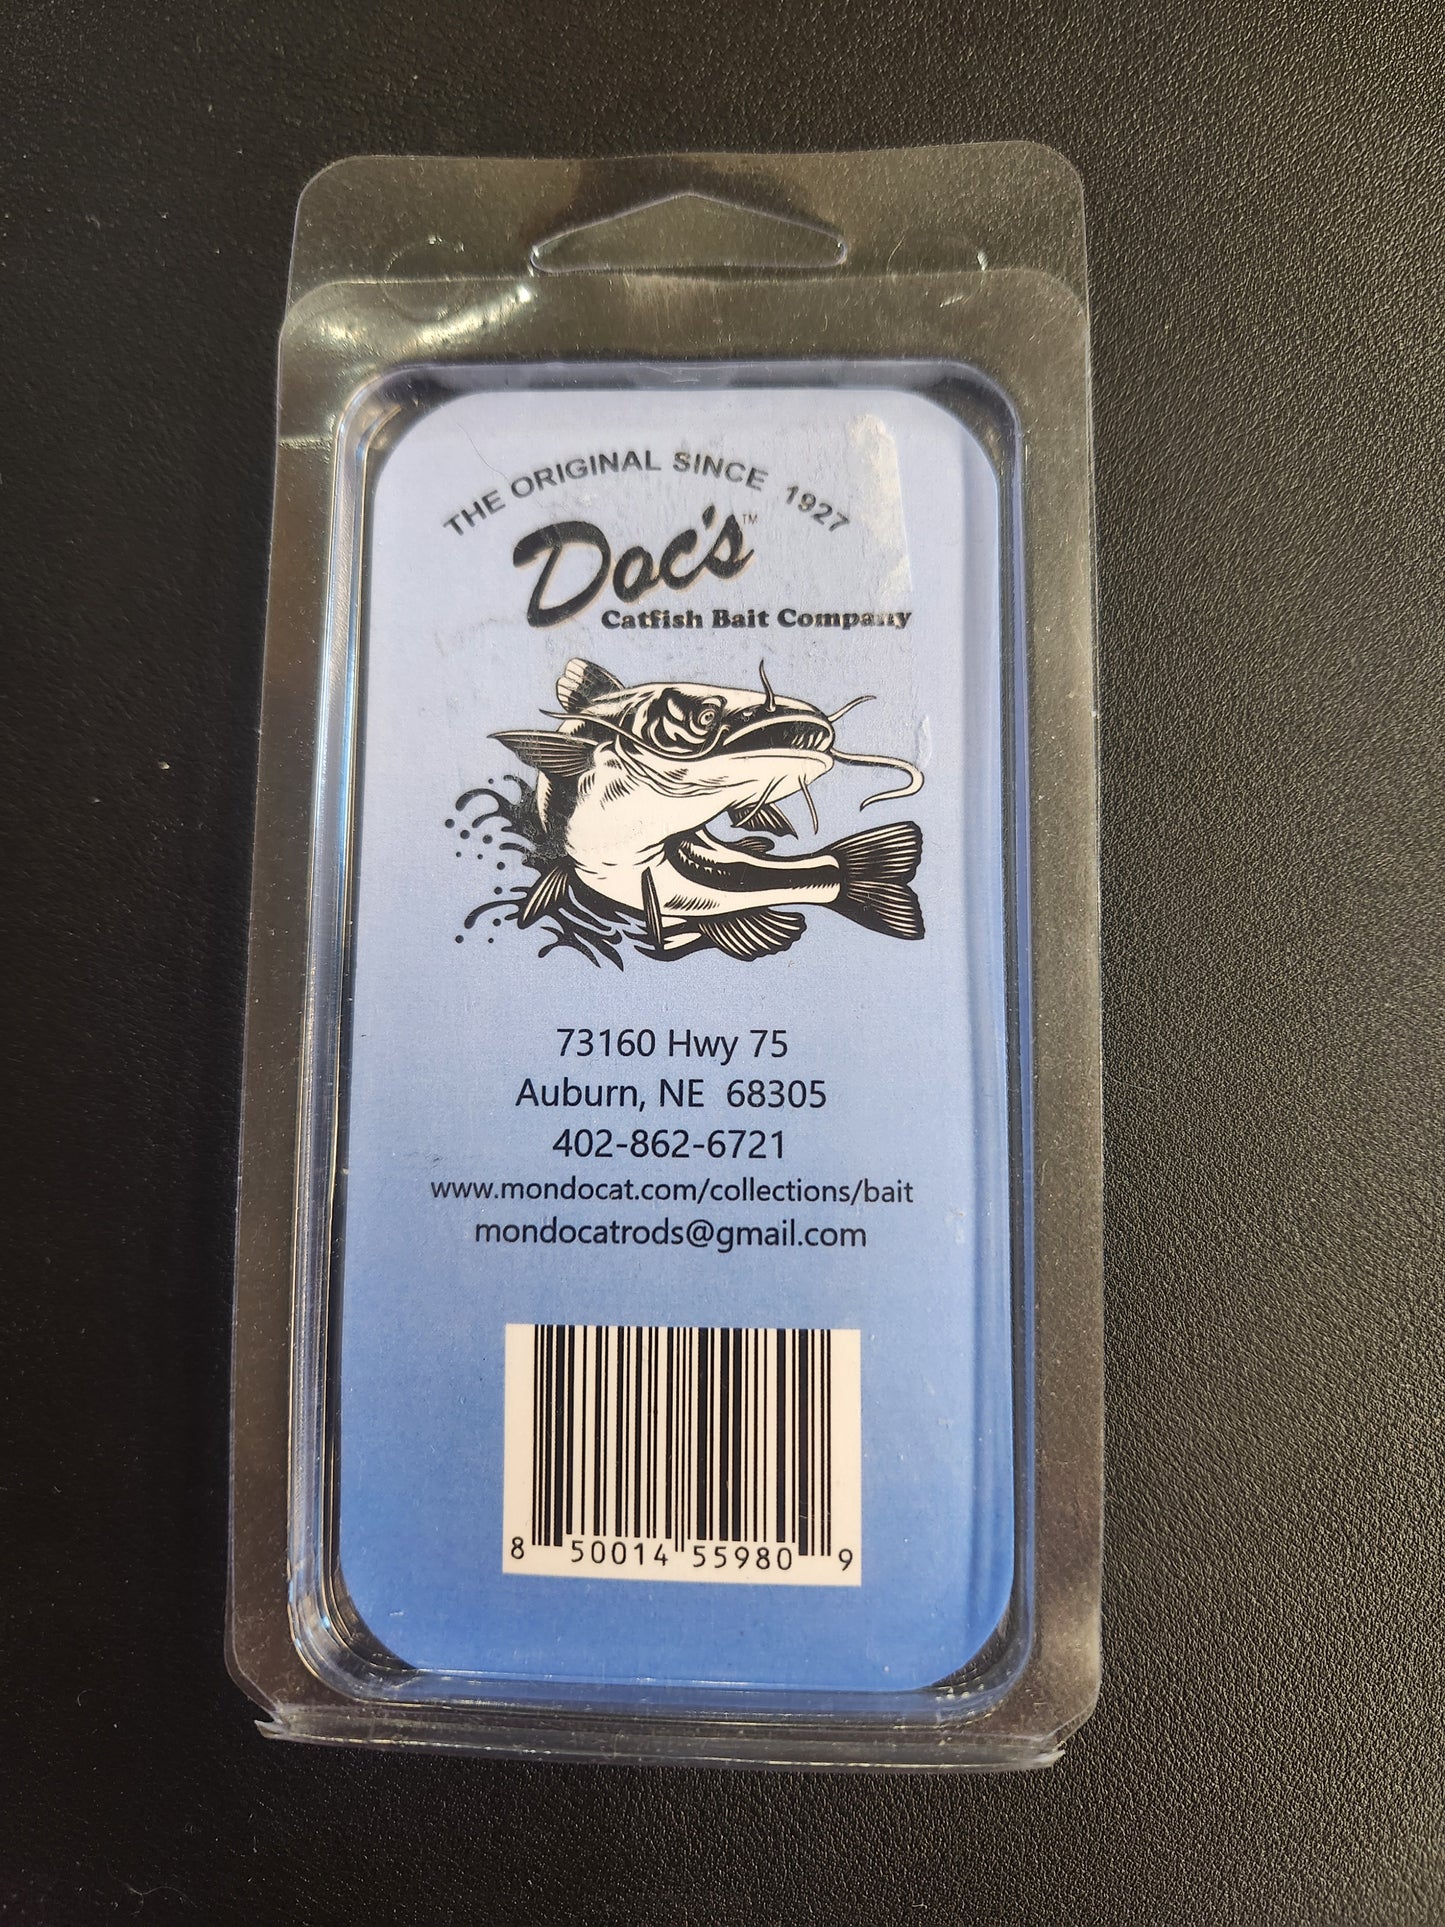 THE ORIGINAL SINCE 1927
Doc's™
Catfish Bait Company
73160 Hwy 75
Auburn, NE 68305
402-862-6721
www.mondocat.com/collections/bait
mondocatrods@gmail.com
8 50014 55980 9